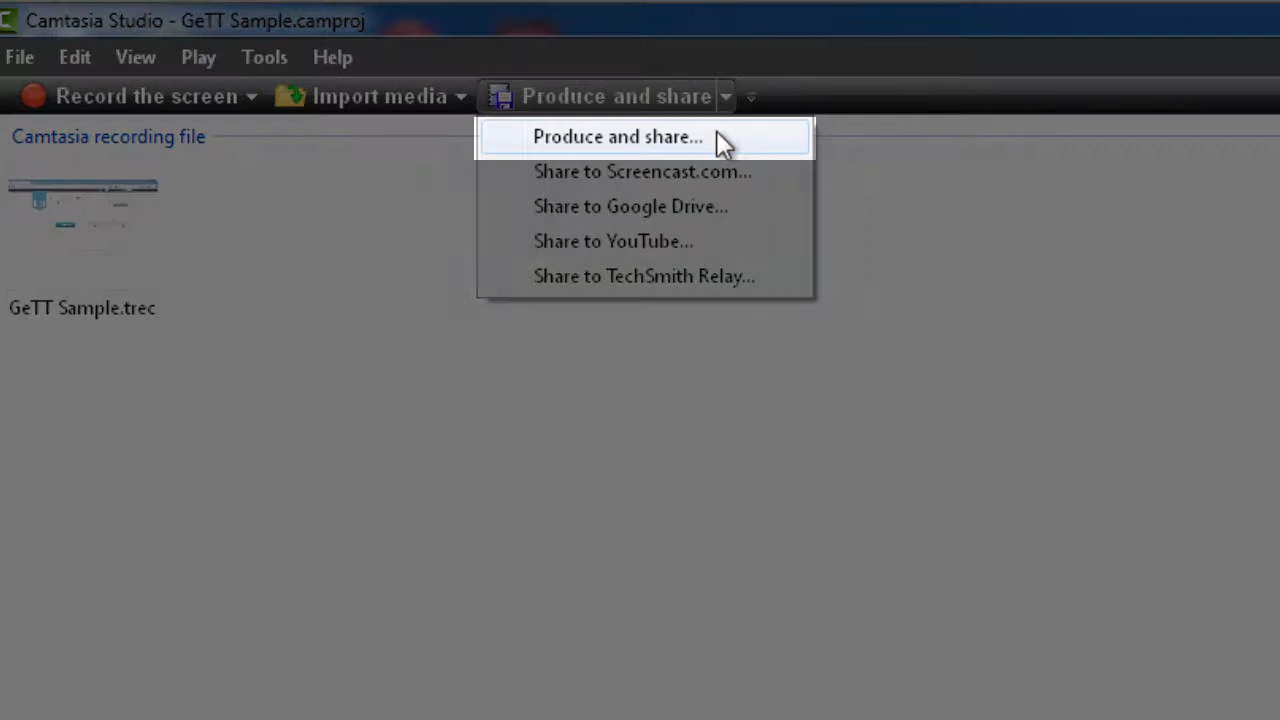 Camtasia Studio - GeTT Sample.camproj
File Edit View Play Tools Help
Record the screen Import media Produce and share
Camtasia recording file
Produce and share...
Share to Screencast.com...
Share to Google Drive...
Share to YouTube...
Share to TechSmith Relay...
GeTT Sample.trec